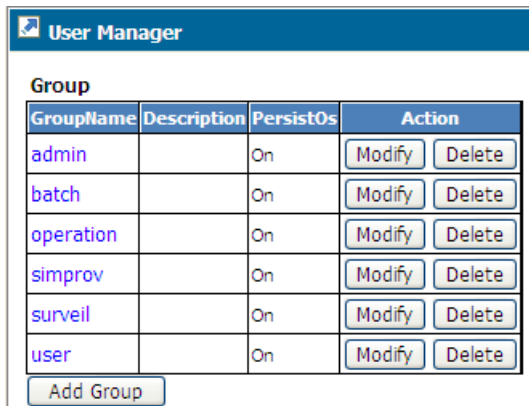 User Manager
Group
GroupName Description PersistOs Action
admin On Modify Delete
batch On Modify Delete
operation On Modify Delete
simprov On Modify Delete
surveil On Modify Delete
user On Modify Delete
Add Group